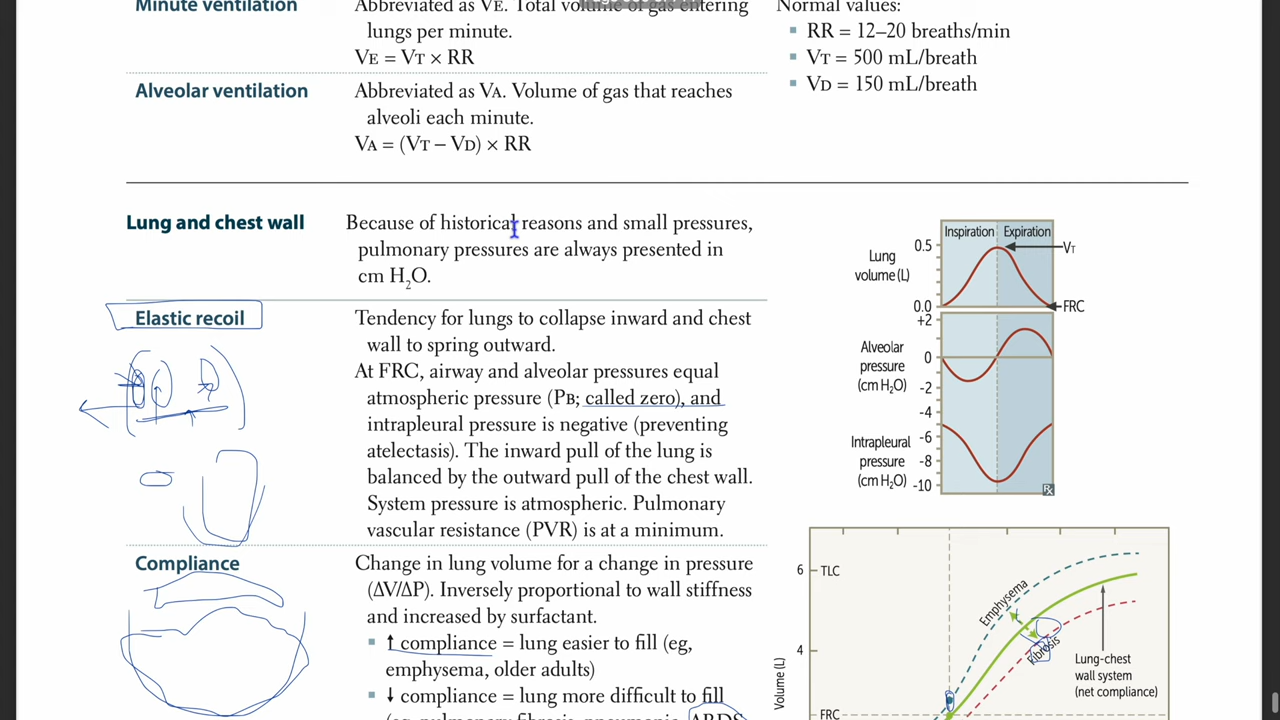 Minute ventilation
Abbreviated as VE. Total volume of gas entering
lungs per minute.
VE = VT × RR
Normal values:
▪ RR = 12–20 breaths/min
▪ VT = 500 mL/breath
▪ VD = 150 mL/breath
Alveolar ventilation
Abbreviated as VA. Volume of gas that reaches
alveoli each minute.
VA = (VT – VD) × RR
Lung and chest wall
Because of historical reasons and small pressures,
pulmonary pressures are always presented in
cm H₂O.
Elastic recoil
Tendency for lungs to collapse inward and chest
wall to spring outward.
At FRC, airway and alveolar pressures equal
atmospheric pressure (PB; called zero), and
intrapleural pressure is negative (preventing
atelectasis). The inward pull of the lung is
balanced by the outward pull of the chest wall.
System pressure is atmospheric. Pulmonary
vascular resistance (PVR) is at a minimum.
Compliance
Change in lung volume for a change in pressure
(ΔV/ΔP). Inversely proportional to wall stiffness
and increased by surfactant.
▪ ↑ compliance = lung easier to fill (eg,
emphysema, older adults)
▪ ↓ compliance = lung more difficult to fill
(eg, pulmonary fibrosis, pneumonia, ARDS
Inspiration Expiration
Lung
volume (L)
0.5
0.0
VT
FRC
Alveolar
pressure
(cm H₂O)
+2
0
-2
-4
Intrapleural
pressure
(cm H₂O)
-6
-8
-10
Rx
6
TLC
4
FRC
Volume (L)
Emphysema
Fibrosis
Lung-chest
wall system
(net compliance)